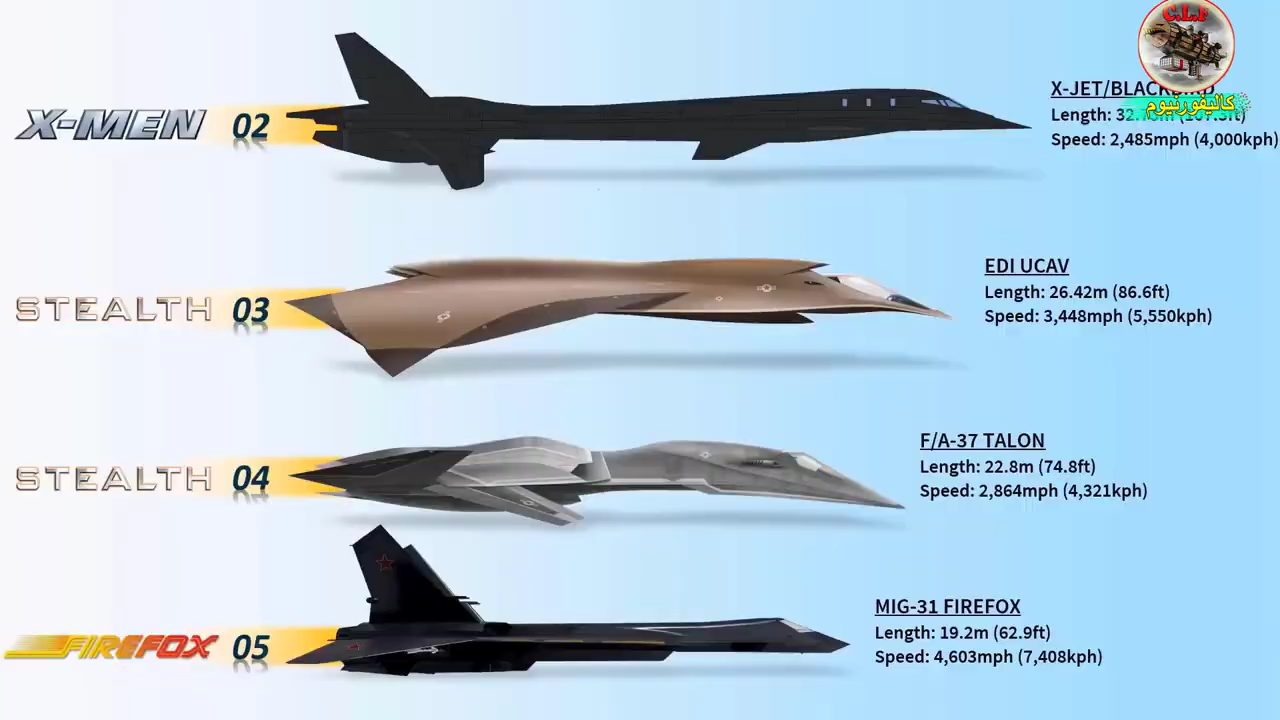 C.L.F
كاليفورنيوم
X-MEN
02
X-JET/
Length:
Speed: 2,485mph (4,000kph)
STEALTH
03
EDI UCAV
Length: 26.42m (86.6ft)
Speed: 3,448mph (5,550kph)
STEALTH
04
F/A-37 TALON
Length: 22.8m (74.8ft)
Speed: 2,864mph (4,321kph)
FIREFOX
05
MIG-31 FIREFOX
Length: 19.2m (62.9ft)
Speed: 4,603mph (7,408kph)